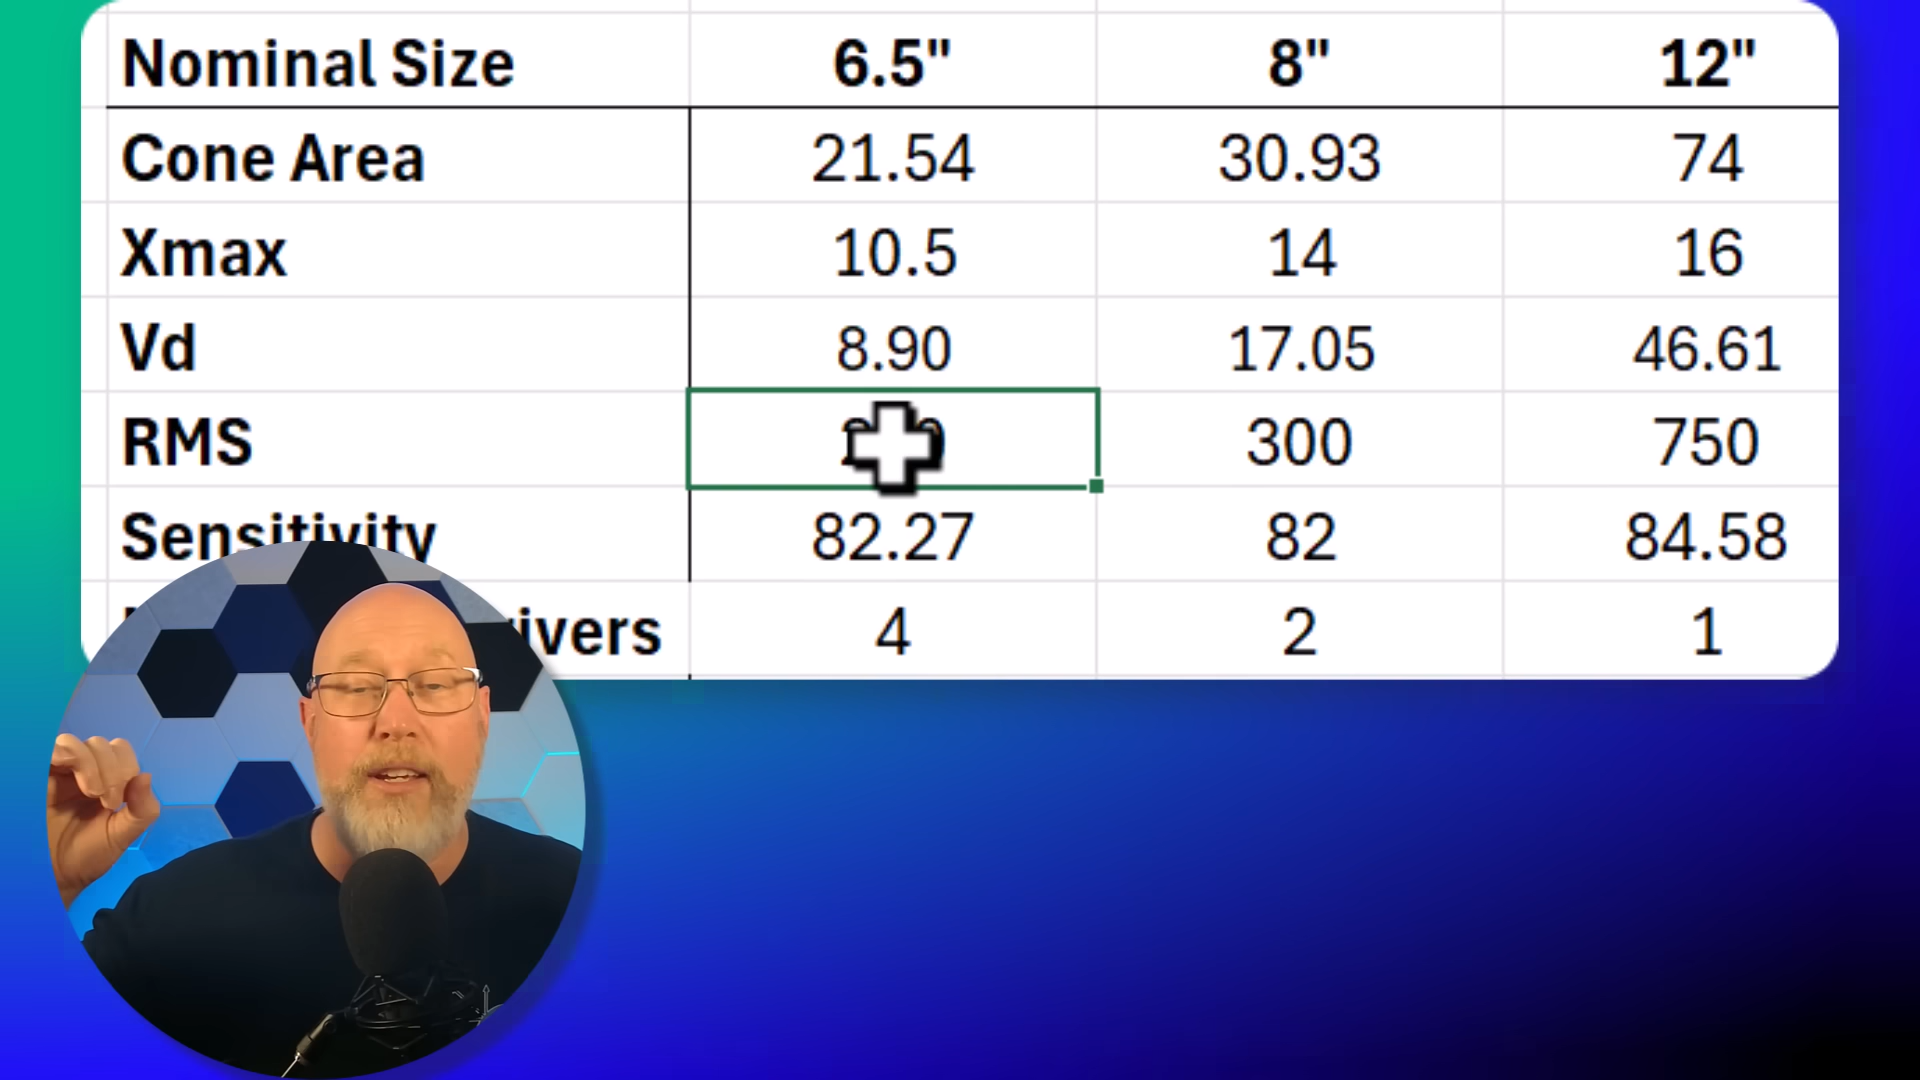 Nominal Size 6.5" 8" 12"
Cone Area 21.54 30.93 74
Xmax 10.5 14 16
Vd 8.90 17.05 46.61
RMS 300 750
Sensitivity 82.27 82 84.58
4 2 1